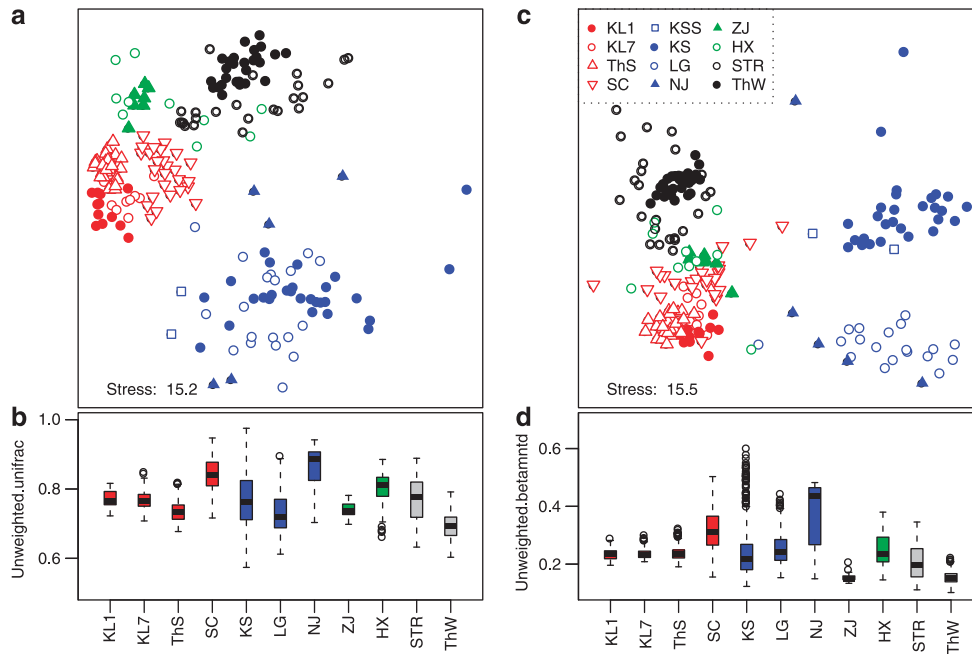 a
Stress: 15.2
b
Unweighted.unifrac
1.0
0.8
0.6
KL1 KL7 ThS SC KS LG NJ ZJ HX STR ThW
c
KL1 KSS ZJ
KL7 KS HX
ThS LG STR
SC NJ ThW
Stress: 15.5
d
Unweighted.betamntd
0.6
0.4
0.2
KL1 KL7 ThS SC KS LG NJ ZJ HX STR ThW